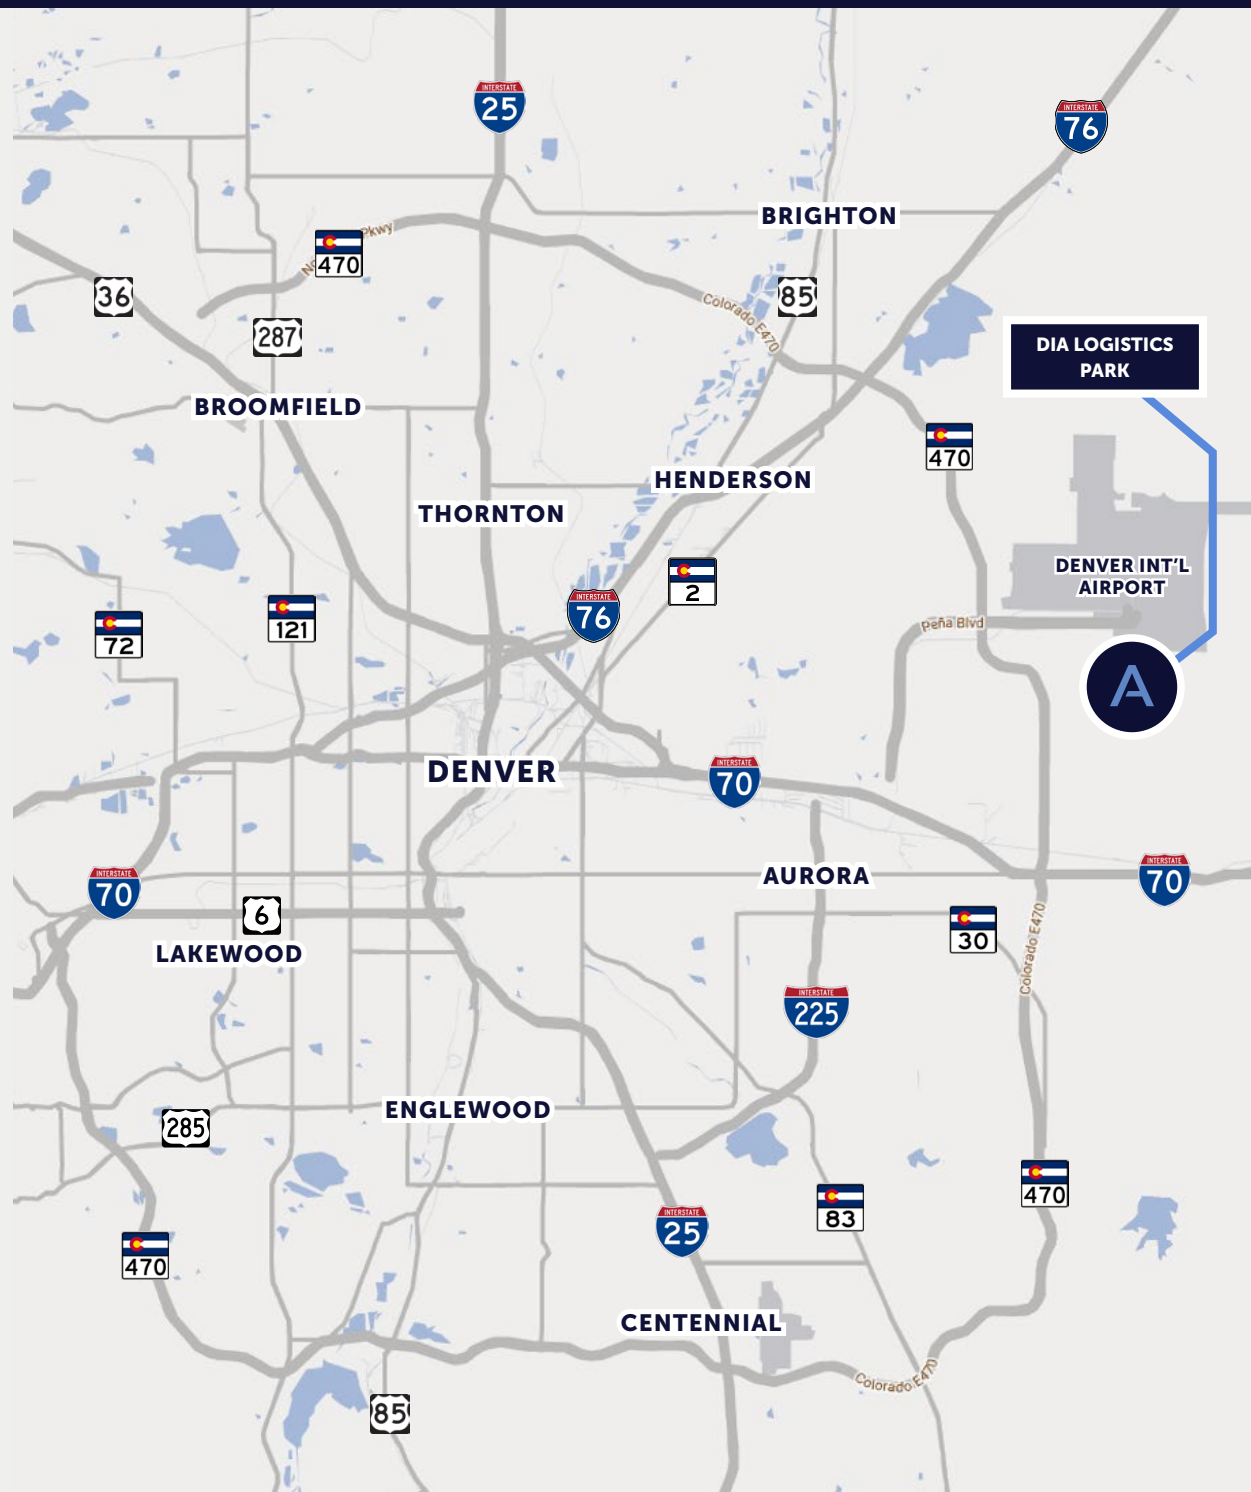 INTERSTATE
25
INTERSTATE
76
BRIGHTON
Pkwy
470
36
85
Colorado E470
287
DIA LOGISTICS
PARK
BROOMFIELD
470
HENDERSON
THORNTON
DENVER INT'L
AIRPORT
2
INTERSTATE
76
121
72
Peña Blvd
A
DENVER
INTERSTATE
70
AURORA
INTERSTATE
70
INTERSTATE
70
6
30
LAKEWOOD
Colorado E470
INTERSTATE
225
ENGLEWOOD
285
470
83
INTERSTATE
25
470
CENTENNIAL
Colorado E470
85